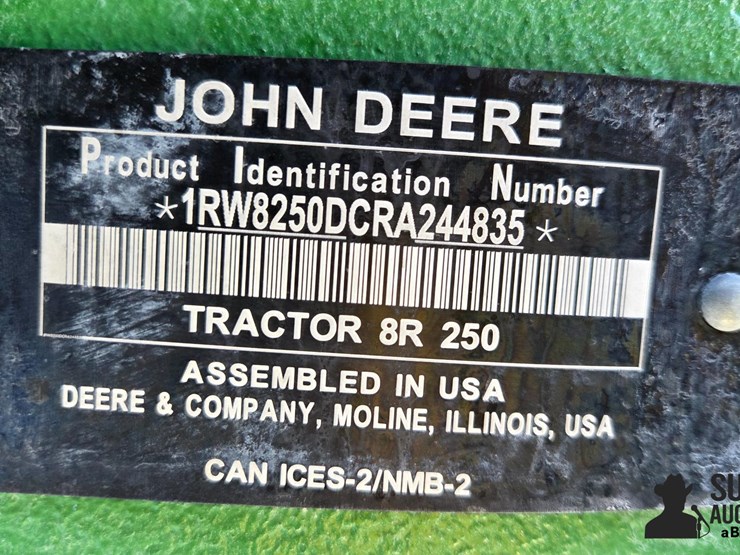 JOHN DEERE
Product Identification Number
*1RW8250DCRA244835*
TRACTOR 8R 250
ASSEMBLED IN USA
DEERE & COMPANY, MOLINE, ILLINOIS, USA
CAN ICES-2/NMB-2